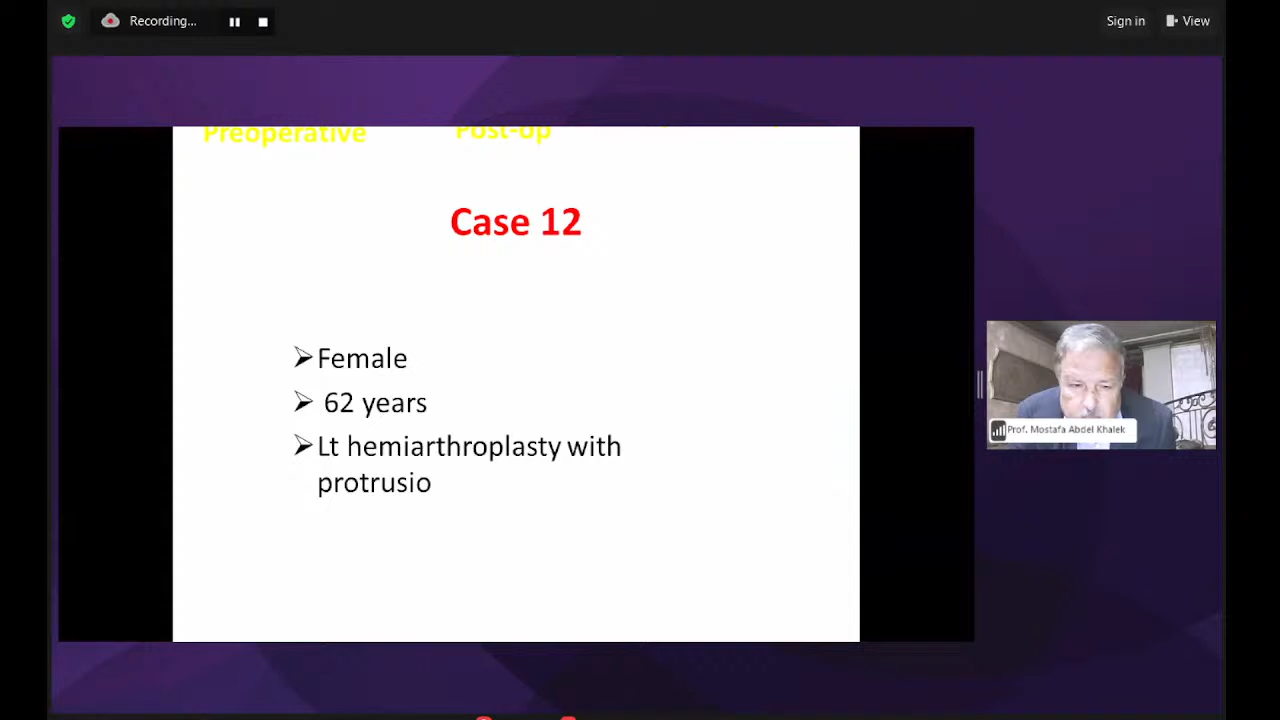 Recording...
Sign in
View
Preoperative
Post-op
Case 12
Female
62 years
Lt hemiarthroplasty with
protrusio
Prof. Mostafa Abdel Khalek